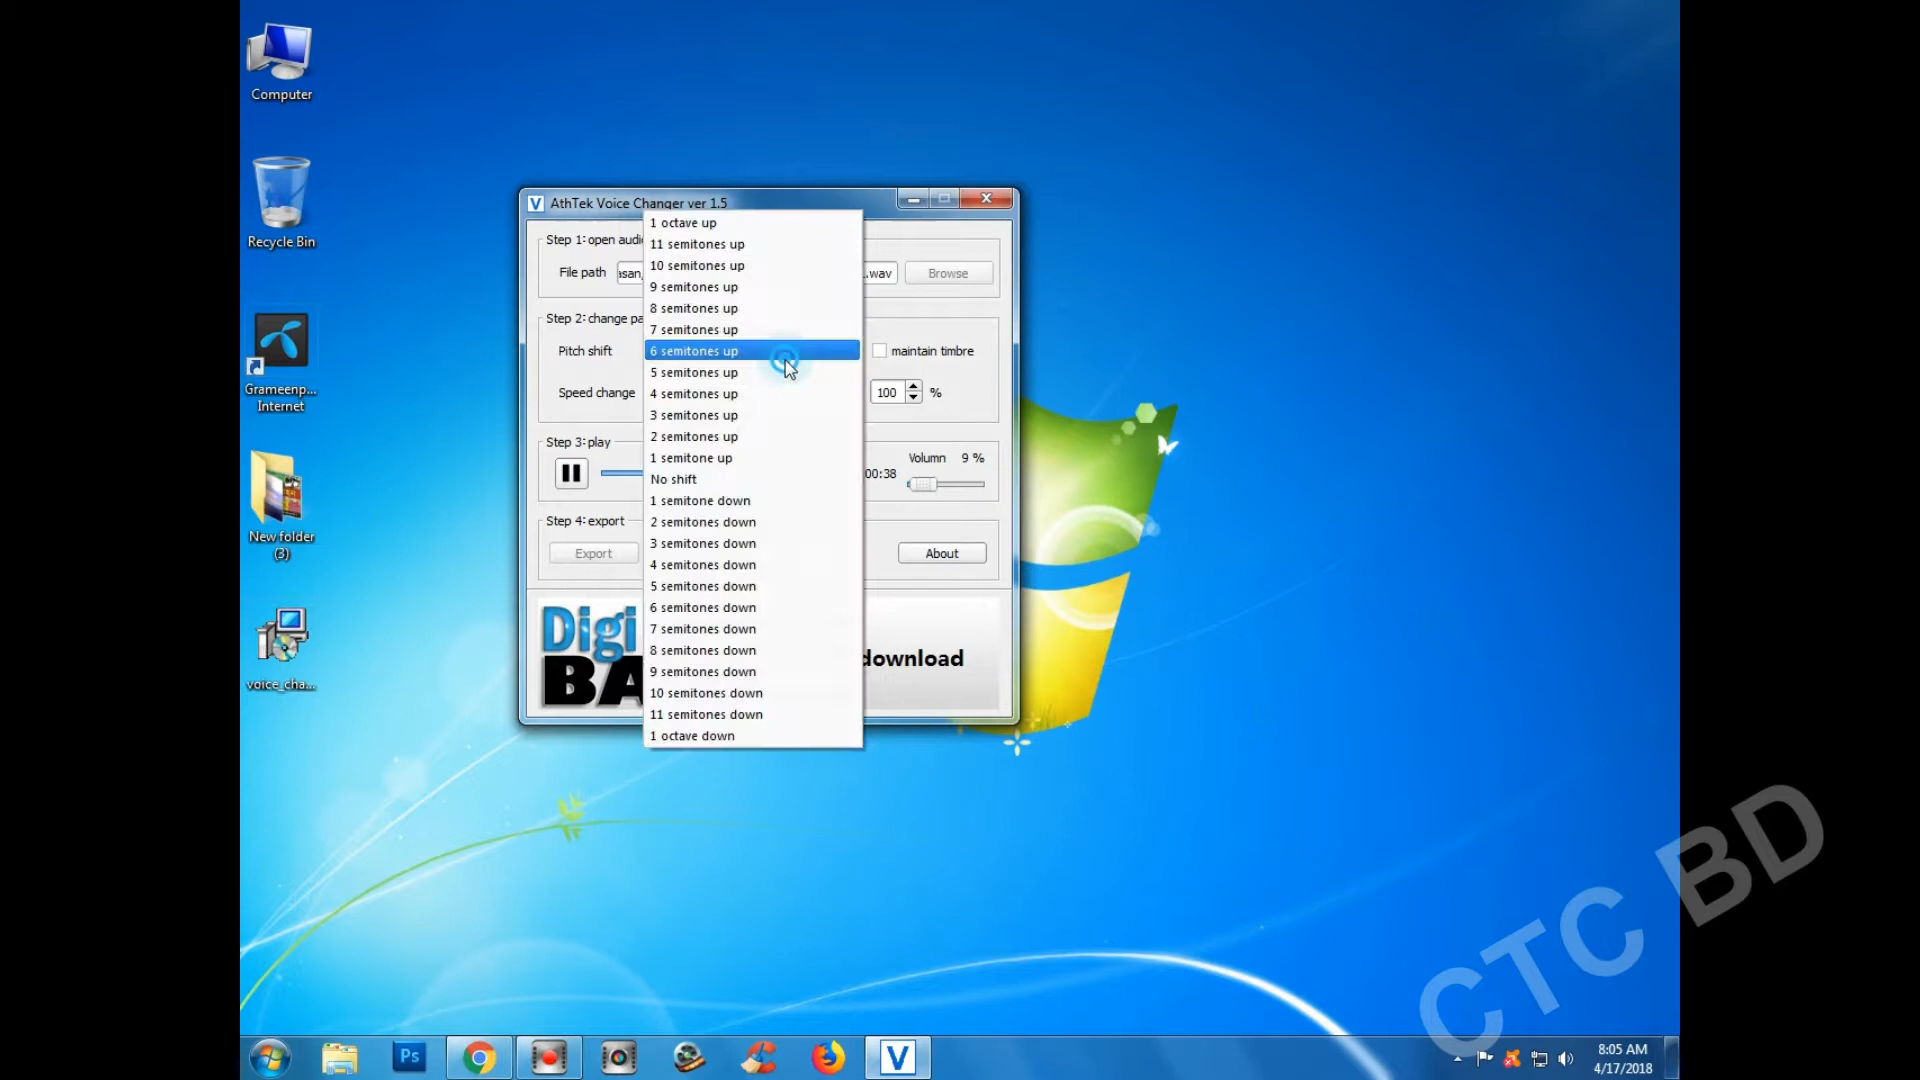 Computer
Recycle Bin
Grameenp...
Internet
New folder
(3)
voice_cha...
AthTek Voice Changer ver 1.5
Step 1: open audi
File path
asan
.wav
Browse
Step 2: change pa
Pitch shift
maintain timbre
Speed change
100
%
Step 3: play
00:38
Volumn 9 %
Step 4: export
Export
About
Digi
BA
download
1 octave up
11 semitones up
10 semitones up
9 semitones up
8 semitones up
7 semitones up
6 semitones up
5 semitones up
4 semitones up
3 semitones up
2 semitones up
1 semitone up
No shift
1 semitone down
2 semitones down
3 semitones down
4 semitones down
5 semitones down
6 semitones down
7 semitones down
8 semitones down
9 semitones down
10 semitones down
11 semitones down
1 octave down
CTC BD
Ps
V
8:05 AM
4/17/2018